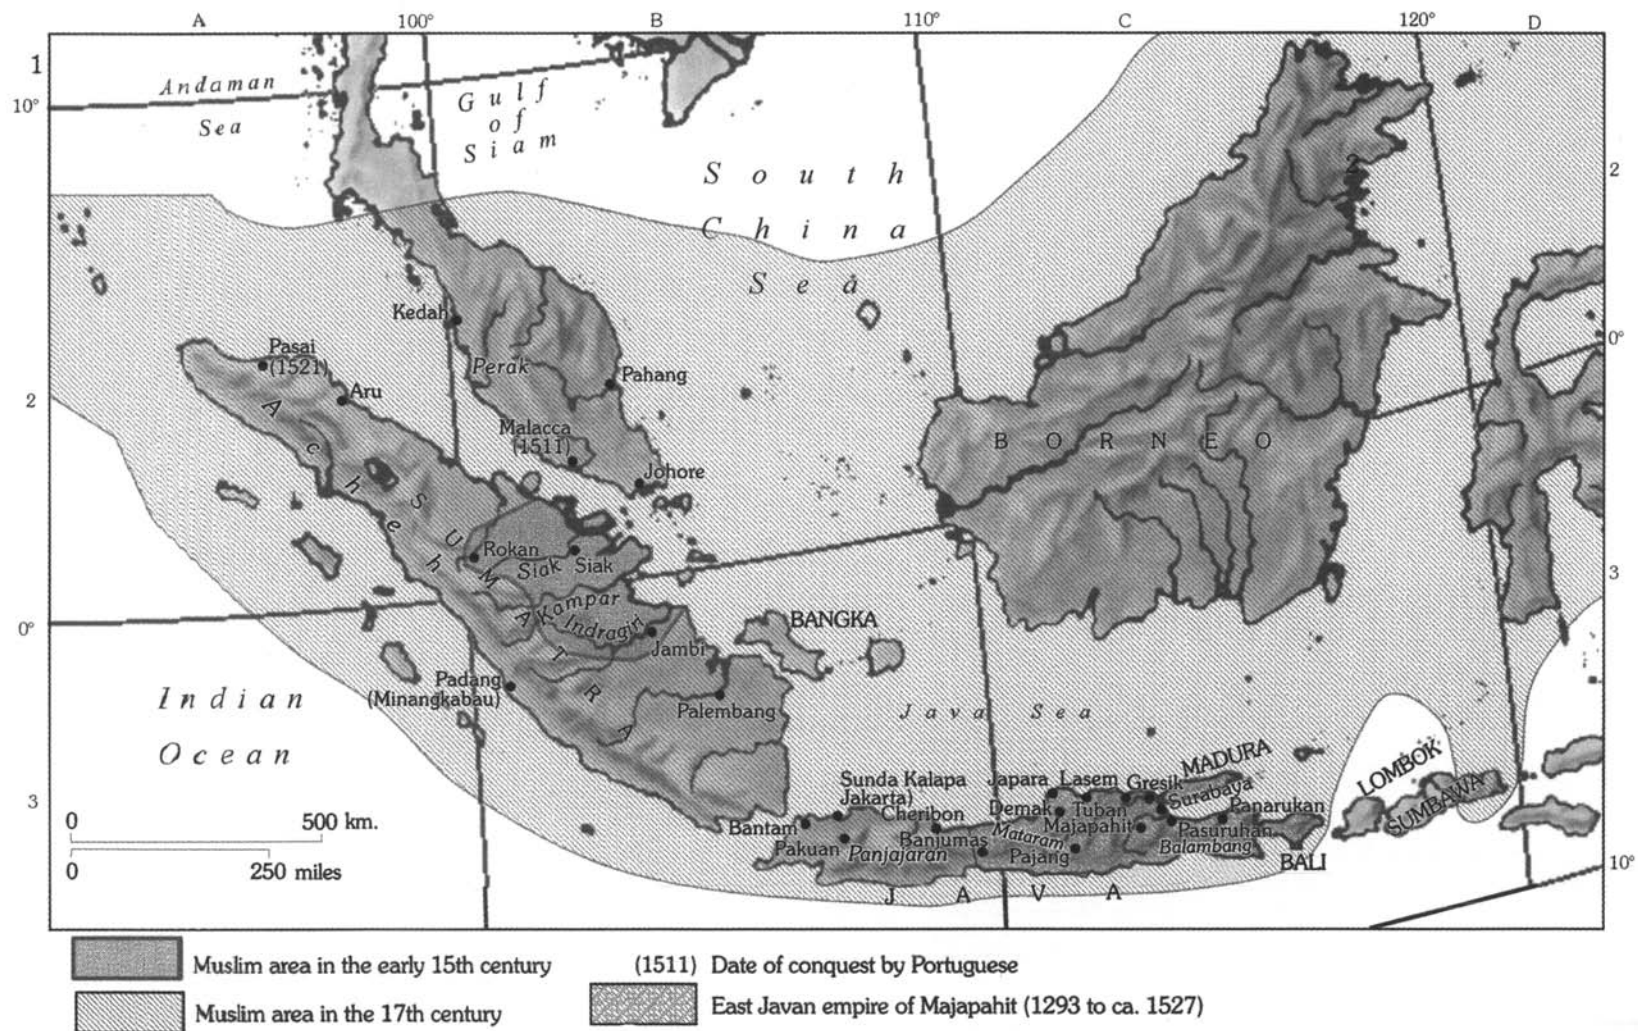 A 100° B 110° C 120° D
1
10°
Andaman
Sea
Gulf
of
Siam
South
China
Sea
2
2
Kedah
Perak
Pahang
Pasai
(1521)
Aru
0°
2
Malacca
(1511)
Johore
BORNEO
Acheh
SUMATRA
Rokan
Siak
Siak
Kampar
Indragiri
Jambi
3
0°
BANGKA
Padang
(Minangkabau)
Palembang
Indian
Ocean
Java Sea
3
0 500 km.
0 250 miles
Sunda Kalapa
Jakarta)
Cheribon
Bantam
Pakuan
Panjajaran
Banjumas
Japara
Lasem
Gresik
MADURA
Surabaya
Demak
Tuban
Majapahit
Mataram
Pajang
Panarukan
Pasuruhan
Balambang
BALI
LOMBOK
SUMBAWA
JAVA
10°
Muslim area in the early 15th century
(1511) Date of conquest by Portuguese
Muslim area in the 17th century
East Javan empire of Majapahit (1293 to ca. 1527)